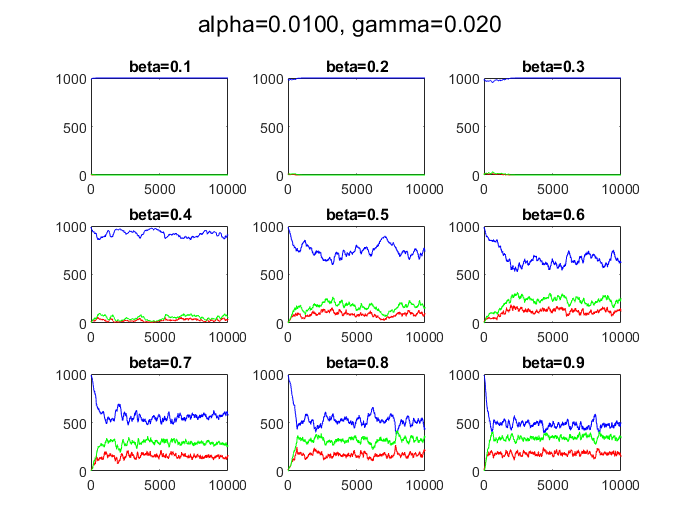 alpha=0.0100, gamma=0.020
beta=0.1 beta=0.2 beta=0.3
1000 1000 1000
500 500 500
0 0 0
0 5000 10000 0 5000 10000 0 5000 10000
beta=0.4 beta=0.5 beta=0.6
1000 1000 1000
500 500 500
0 0 0
0 5000 10000 0 5000 10000 0 5000 10000
beta=0.7 beta=0.8 beta=0.9
1000 1000 1000
500 500 500
0 0 0
0 5000 10000 0 5000 10000 0 5000 10000